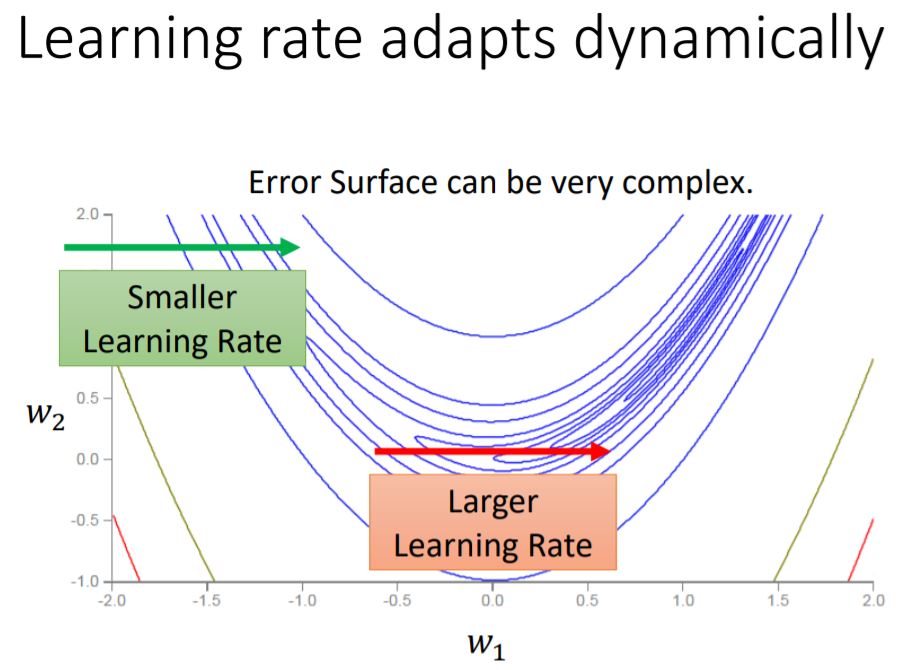 Learning rate adapts dynamically
Error Surface can be very complex.
2.0
Smaller
Learning Rate
0.5
w₂
0.0
Larger
Learning Rate
-0.5
-1.0
-2.0 -1.5 -1.0 -0.5 0.0 0.5 1.0 1.5 2.0
w₁